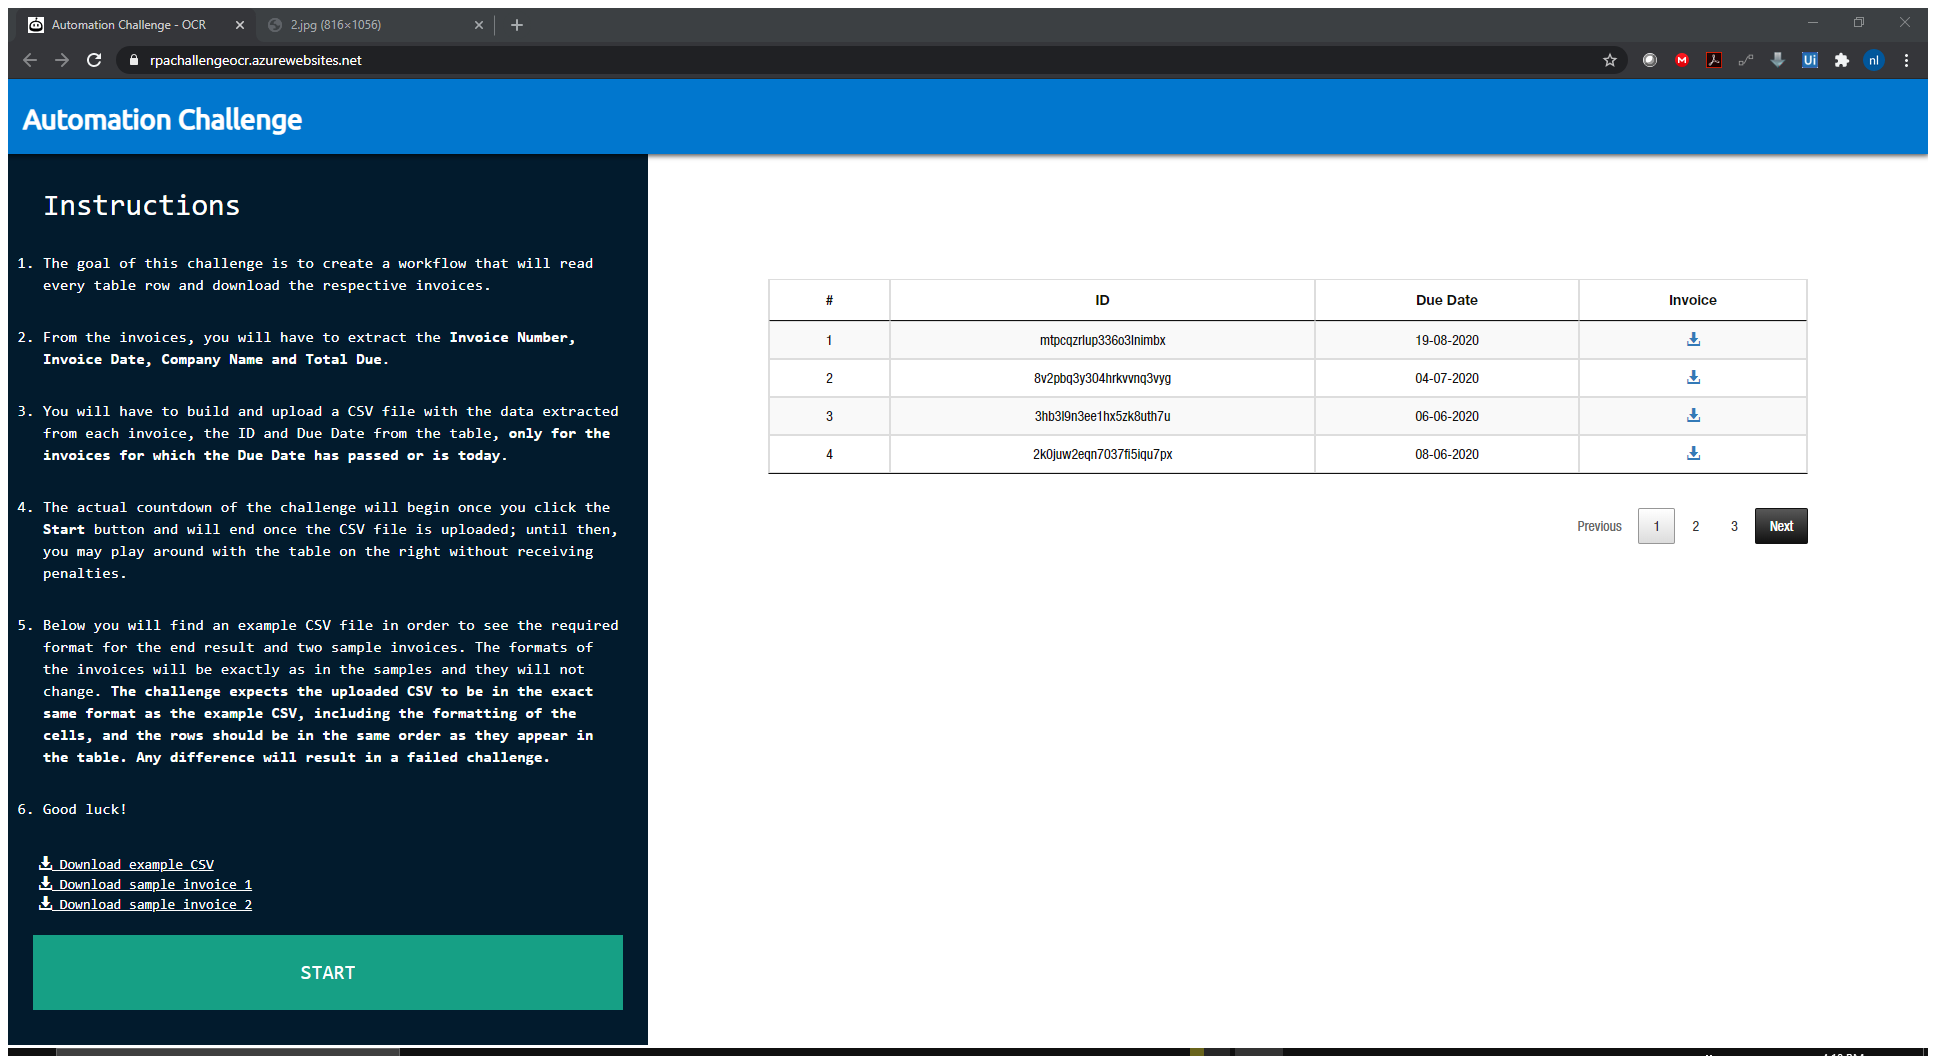 Automation Challenge - OCR
2.jpg (816×1056)
rpachallengeocr.azurewebsites.net
M
Ui
nl
Automation Challenge
Instructions
1. The goal of this challenge is to create a workflow that will read
every table row and download the respective invoices.
2. From the invoices, you will have to extract the Invoice Number,
Invoice Date, Company Name and Total Due.
3. You will have to build and upload a CSV file with the data extracted
from each invoice, the ID and Due Date from the table, only for the
invoices for which the Due Date has passed or is today.
4. The actual countdown of the challenge will begin once you click the
Start button and will end once the CSV file is uploaded; until then,
you may play around with the table on the right without receiving
penalties.
5. Below you will find an example CSV file in order to see the required
format for the end result and two sample invoices. The formats of
the invoices will be exactly as in the samples and they will not
change. The challenge expects the uploaded CSV to be in the exact
same format as the example CSV, including the formatting of the
cells, and the rows should be in the same order as they appear in
the table. Any difference will result in a failed challenge.
6. Good luck!
Download example CSV
Download sample invoice 1
Download sample invoice 2
START
# ID Due Date Invoice
1 mtpcqzrlup336o3lnimbx 19-08-2020
2 8v2pbq3y304hrkvvnq3vyg 04-07-2020
3 3hb3l9n3ee1hx5zk8uth7u 06-06-2020
4 2k0juw2eqn7037fi5iqu7px 08-06-2020
Previous 1 2 3 Next